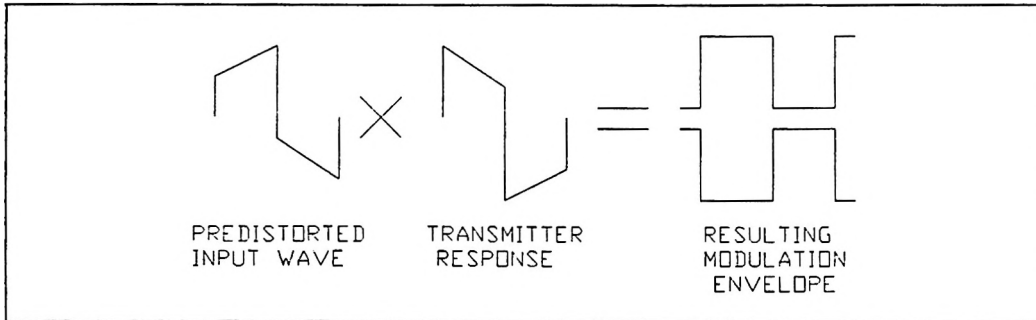 PREDISTORTED
INPUT WAVE
TRANSMITTER
RESPONSE
RESULTING
MODULATION
ENVELOPE